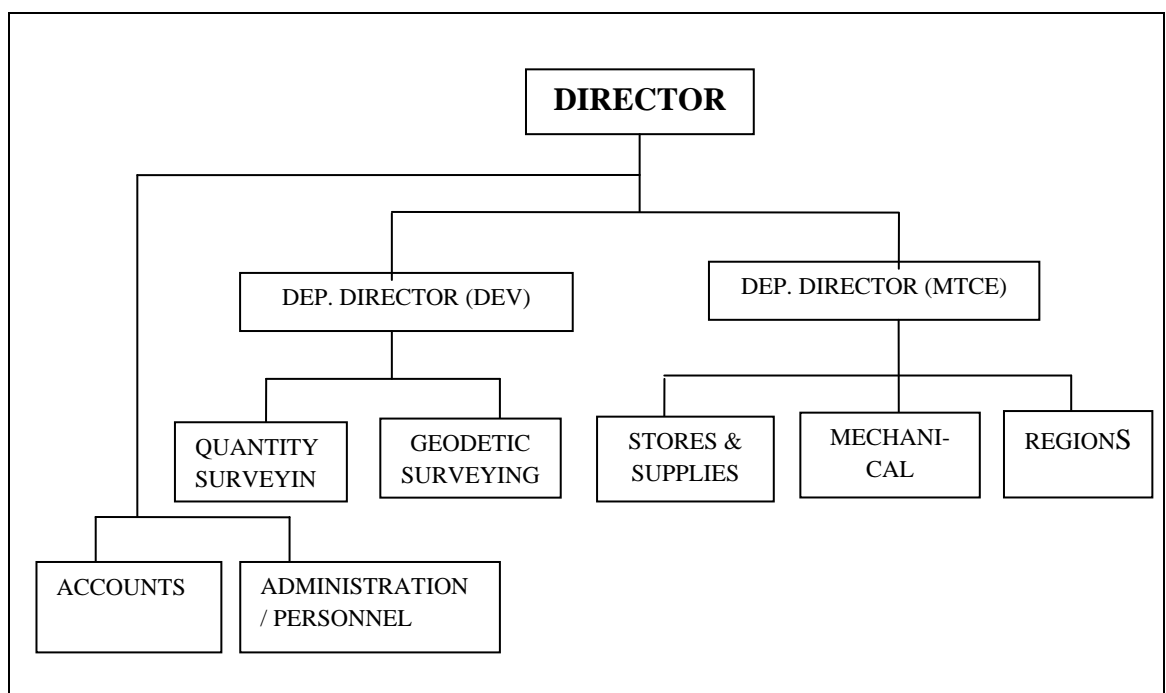 DIRECTOR
DEP. DIRECTOR (DEV)
DEP. DIRECTOR (MTCE)
QUANTITY
SURVEYIN
GEODETIC
SURVEYING
STORES &
SUPPLIES
MECHANI-
CAL
REGIONS
ACCOUNTS
ADMINISTRATION
/ PERSONNEL